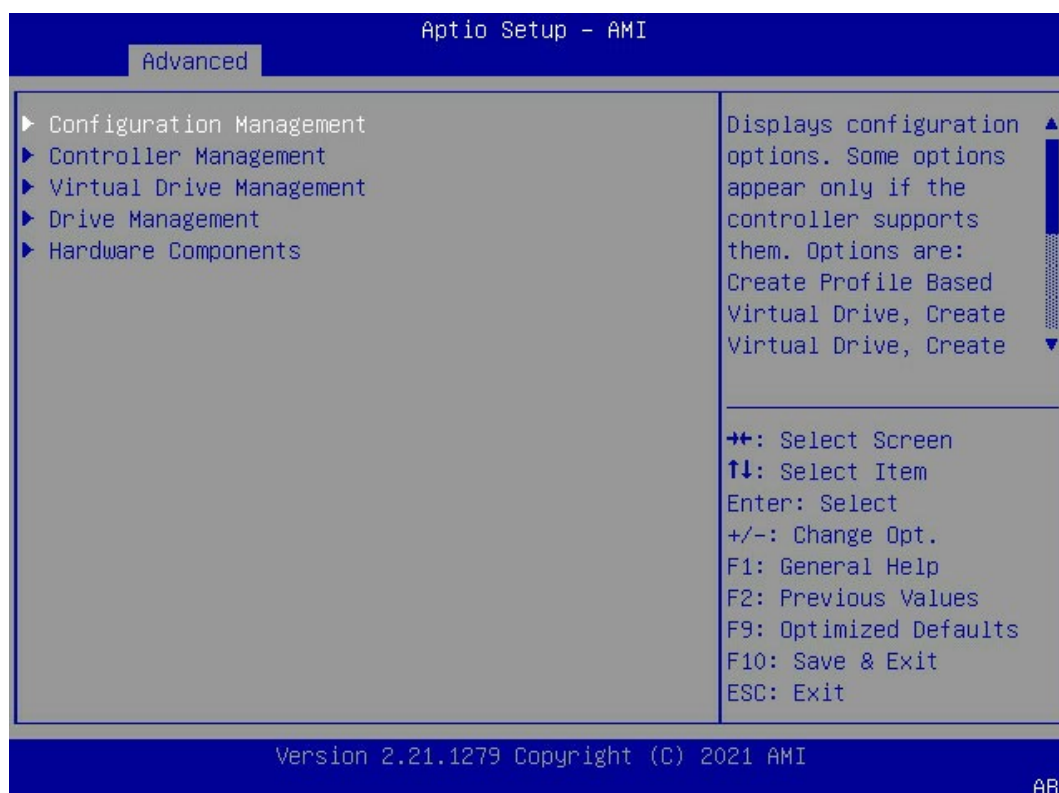 Aptio Setup – AMI
Advanced
Configuration Management
Controller Management
Virtual Drive Management
Drive Management
Hardware Components
Displays configuration
options. Some options
appear only if the
controller supports
them. Options are:
Create Profile Based
Virtual Drive, Create
Virtual Drive, Create
→←: Select Screen
↑↓: Select Item
Enter: Select
+/-: Change Opt.
F1: General Help
F2: Previous Values
F9: Optimized Defaults
F10: Save & Exit
ESC: Exit
Version 2.21.1279 Copyright (C) 2021 AMI
AB